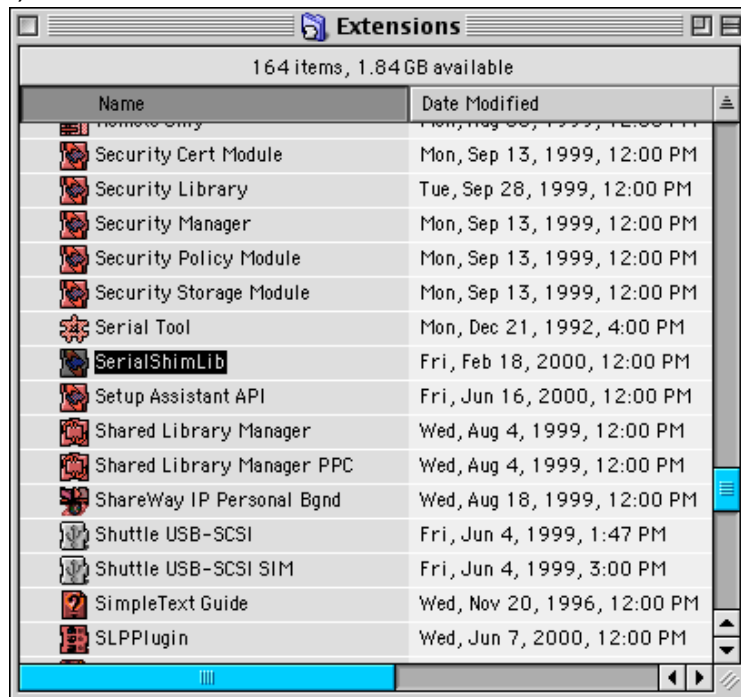 Extensions
164 items, 1.84 GB available
Name Date Modified
Security Cert Module Mon, Sep 13, 1999, 12:00 PM
Security Library Tue, Sep 28, 1999, 12:00 PM
Security Manager Mon, Sep 13, 1999, 12:00 PM
Security Policy Module Mon, Sep 13, 1999, 12:00 PM
Security Storage Module Mon, Sep 13, 1999, 12:00 PM
Serial Tool Mon, Dec 21, 1992, 4:00 PM
SerialShimLib Fri, Feb 18, 2000, 12:00 PM
Setup Assistant API Fri, Jun 16, 2000, 12:00 PM
Shared Library Manager Wed, Aug 4, 1999, 12:00 PM
Shared Library Manager PPC Wed, Aug 4, 1999, 12:00 PM
ShareWay IP Personal Bgnd Wed, Aug 18, 1999, 12:00 PM
Shuttle USB-SCSI Fri, Jun 4, 1999, 1:47 PM
Shuttle USB-SCSI SIM Fri, Jun 4, 1999, 3:00 PM
SimpleText Guide Wed, Nov 20, 1996, 12:00 PM
SLPPlugin Wed, Jun 7, 2000, 12:00 PM